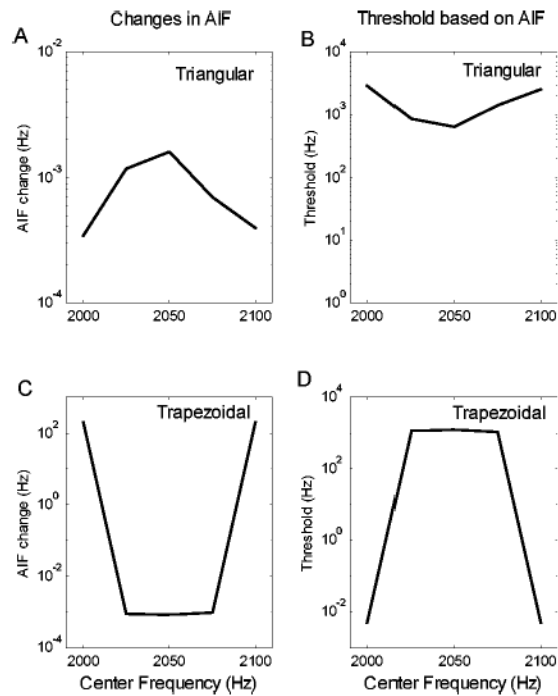 Changes in AIF
Threshold based on AIF
A
Triangular
10^-2
10^-3
10^-4
AIF change (Hz)
2000 2050 2100
B
Triangular
10^4
10^3
10^2
10^1
10^0
Threshold (Hz)
2000 2050 2100
C
Trapezoidal
10^2
10^0
10^-2
10^-4
AIF change (Hz)
2000 2050 2100
Center Frequency (Hz)
D
Trapezoidal
10^4
10^2
10^0
10^-2
Threshold (Hz)
2000 2050 2100
Center Frequency (Hz)